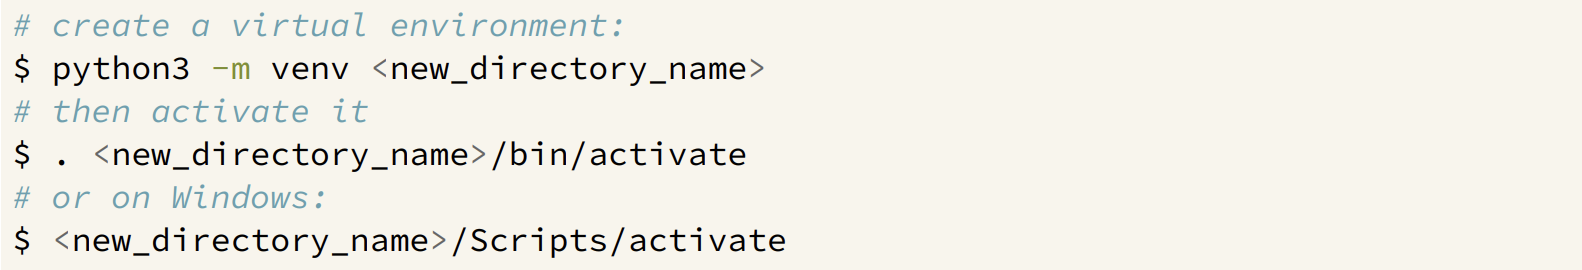 # create a virtual environment:
$ python3 -m venv <new_directory_name>
# then activate it
$ . <new_directory_name>/bin/activate
# or on Windows:
$ <new_directory_name>/Scripts/activate